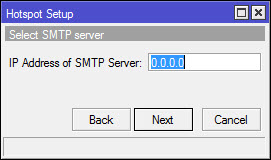 Hotspot Setup
Select SMTP server
IP Address of SMTP Server: 0.0.0.0
Back Next Cancel